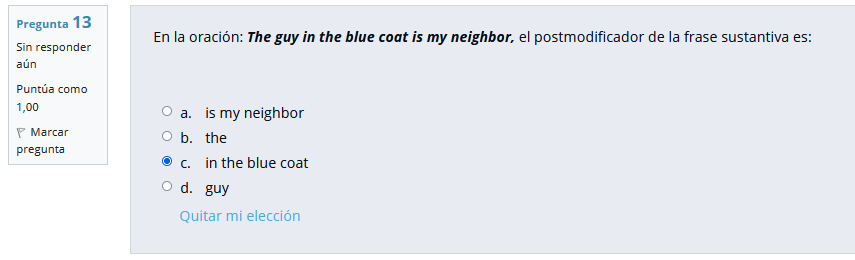 Pregunta 13
Sin responder
aún
Puntúa como
1,00
Marcar
pregunta
En la oración: The guy in the blue coat is my neighbor, el postmodificador de la frase sustantiva es:
a. is my neighbor
b. the
c. in the blue coat
d. guy
Quitar mi elección